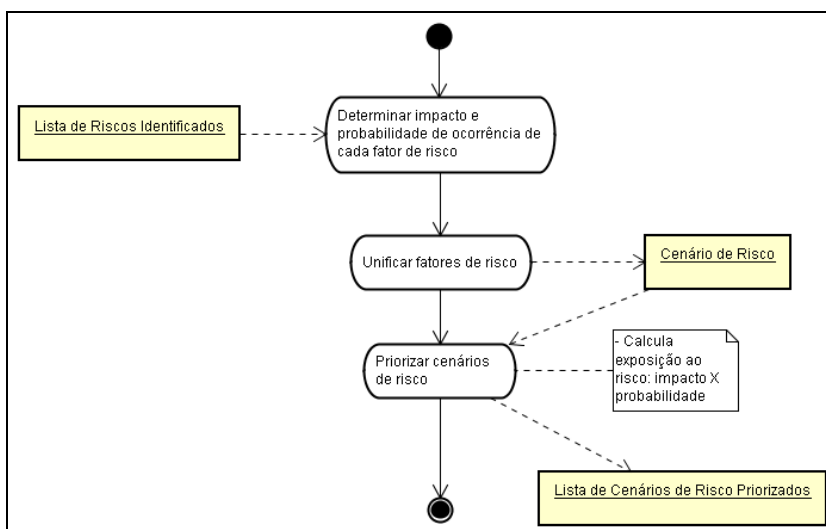 Lista de Riscos Identificados
Determinar impacto e
probabilidade de ocorrência de
cada fator de risco
Unificar fatores de risco
Cenário de Risco
Priorizar cenários
de risco
- Calcula
exposição ao
risco: impacto X
probabilidade
Lista de Cenários de Risco Priorizados